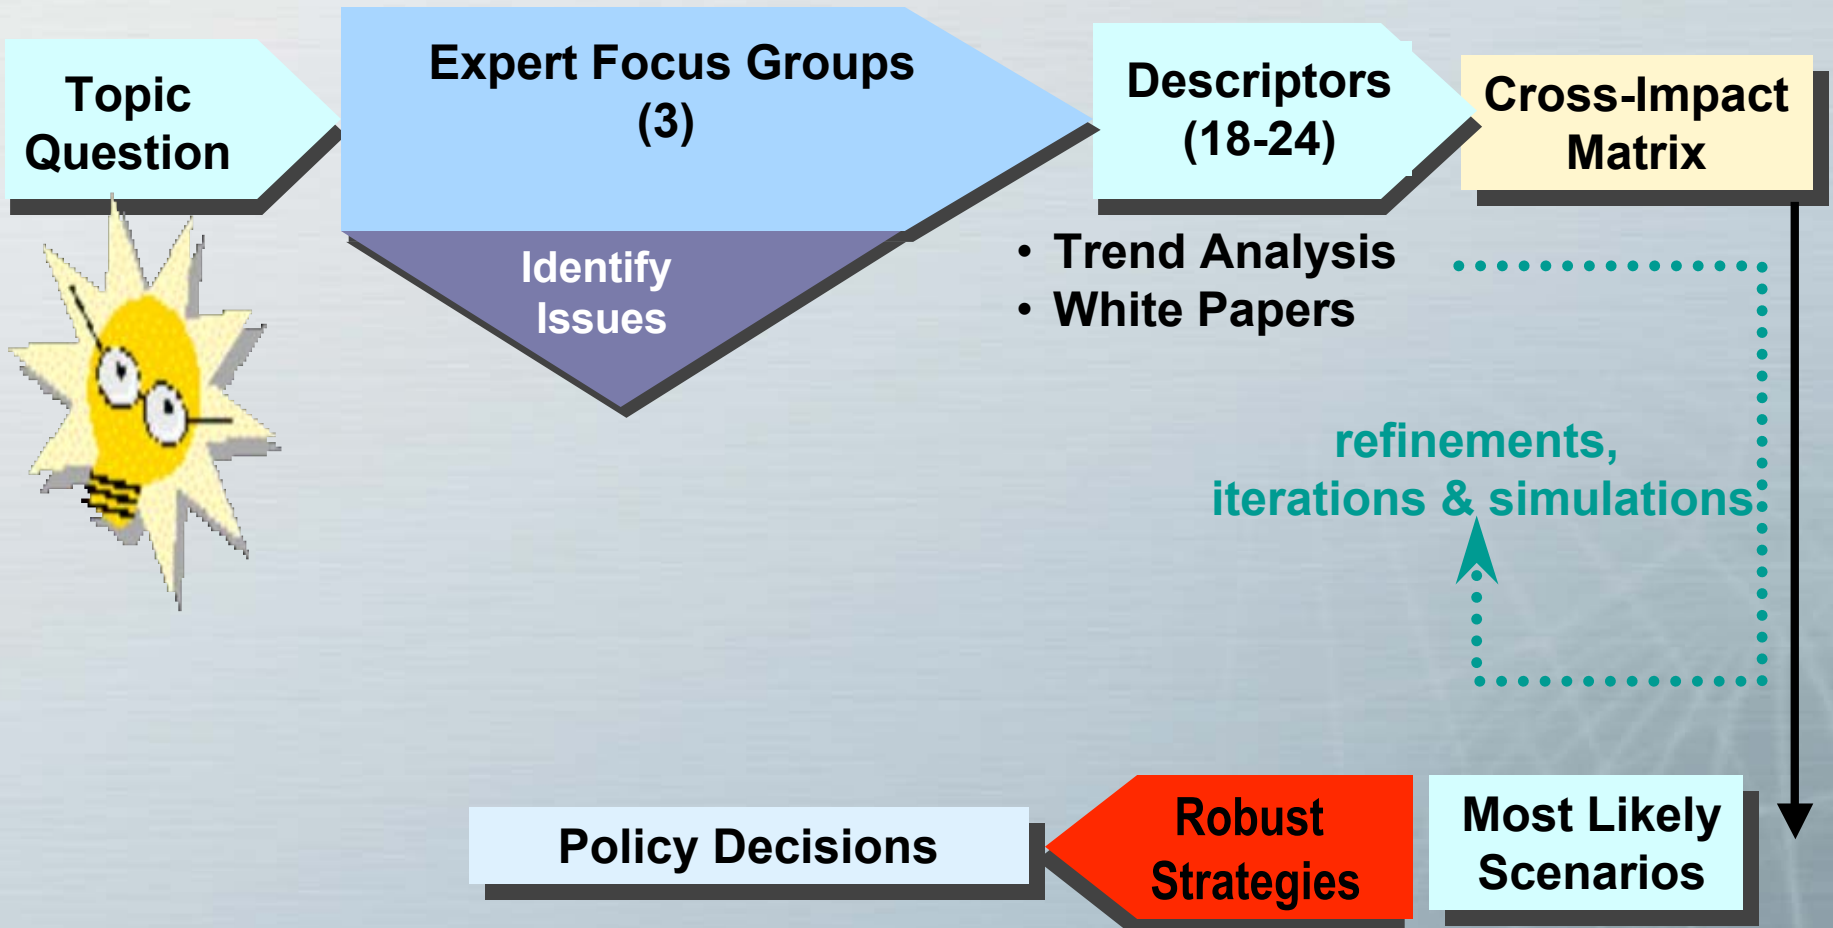 Topic
Question
Expert Focus Groups
(3)
Identify
Issues
Descriptors
(18-24)
Cross-Impact
Matrix
• Trend Analysis
• White Papers
refinements,
iterations & simulations
Policy Decisions
Robust
Strategies
Most Likely
Scenarios